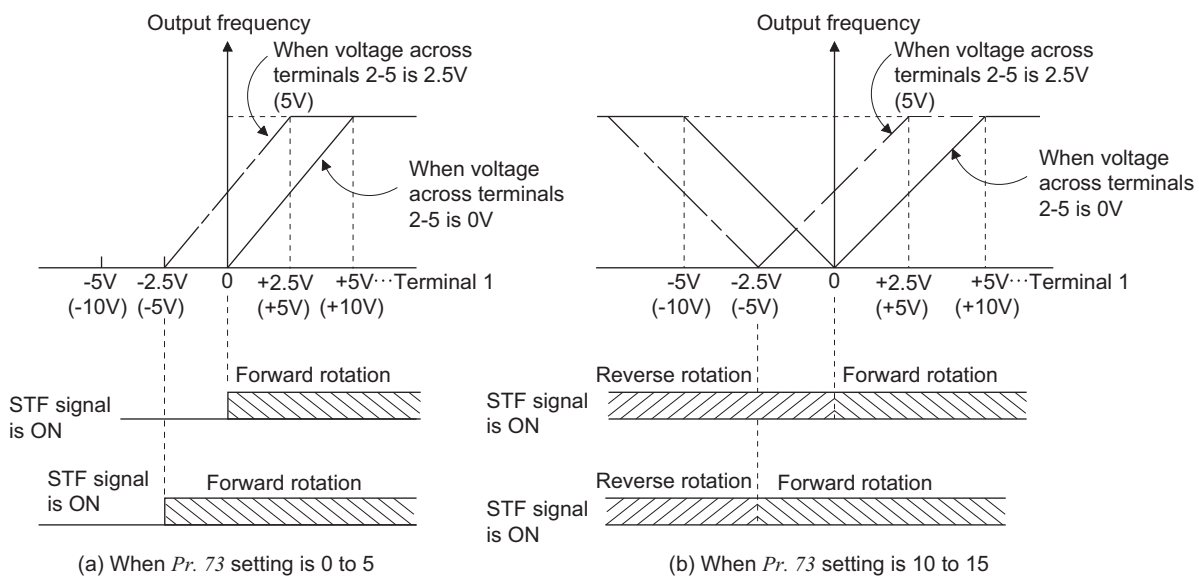 Output frequency
When voltage across
terminals 2-5 is 2.5V
(5V)
When voltage
across terminals
2-5 is 0V
-5V -2.5V 0 +2.5V +5V···Terminal 1
(-10V) (-5V) (+5V) (+10V)
Forward rotation
STF signal
is ON
STF signal
is ON
Forward rotation
(a) When Pr. 73 setting is 0 to 5
Output frequency
When voltage across
terminals 2-5 is 2.5V
(5V)
When voltage
across terminals
2-5 is 0V
-5V -2.5V 0 +2.5V +5V···Terminal 1
(-10V) (-5V) (+5V) (+10V)
Reverse rotation Forward rotation
STF signal
is ON
Reverse rotation Forward rotation
STF signal
is ON
(b) When Pr. 73 setting is 10 to 15